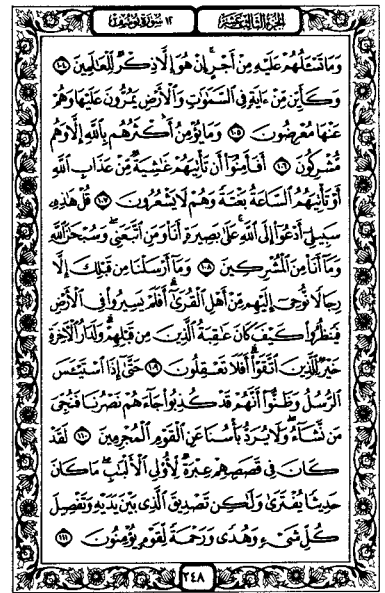 الجزء الثالث عشر
١٢ سورة يوسف
وَمَا تَسْـَٔلُهُمْ عَلَيْهِ مِنْ أَجْرٍ إِنْ هُوَ إِلَّا ذِكْرٌ لِّلْعَٰلَمِينَ ١٠٤
وَكَأَيِّن مِّنْ ءَايَةٍ فِى ٱلسَّمَٰوَٰتِ وَٱلْأَرْضِ يَمُرُّونَ عَلَيْهَا وَهُمْ
عَنْهَا مُعْرِضُونَ ١٠٥ وَمَا يُؤْمِنُ أَكْثَرُهُم بِٱللَّهِ إِلَّا وَهُم
مُّشْرِكُونَ ١٠٦ أَفَأَمِنُوٓا۟ أَن تَأْتِيَهُمْ غَٰشِيَةٌ مِّنْ عَذَابِ ٱللَّهِ
أَوْ تَأْتِيَهُمُ ٱلسَّاعَةُ بَغْتَةً وَهُمْ لَا يَشْعُرُونَ ١٠٧ قُلْ هَٰذِهِۦ
سَبِيلِىٓ أَدْعُوٓا۟ إِلَى ٱللَّهِ عَلَىٰ بَصِيرَةٍ أَنَا۠ وَمَنِ ٱتَّبَعَنِى وَسُبْحَٰنَ ٱللَّهِ
وَمَآ أَنَا۠ مِنَ ٱلْمُشْرِكِينَ ١٠٨ وَمَآ أَرْسَلْنَا مِن قَبْلِكَ إِلَّا
رِجَالًا نُّوحِىٓ إِلَيْهِم مِّنْ أَهْلِ ٱلْقُرَىٰٓ أَفَلَمْ يَسِيرُوا۟ فِى ٱلْأَرْضِ
فَيَنظُرُوا۟ كَيْفَ كَانَ عَٰقِبَةُ ٱلَّذِينَ مِن قَبْلِهِمْ وَلَدَارُ ٱلْـَٔاخِرَةِ
خَيْرٌ لِّلَّذِينَ ٱتَّقَوْا۟ أَفَلَا تَعْقِلُونَ ١٠٩ حَتَّىٰٓ إِذَا ٱسْتَيْـَٔسَ
ٱلرُّسُلُ وَظَنُّوٓا۟ أَنَّهُمْ قَدْ كُذِبُوا۟ جَآءَهُمْ نَصْرُنَا فَنُجِّىَ
مَن نَّشَآءُ وَلَا يُرَدُّ بَأْسُنَا عَنِ ٱلْقَوْمِ ٱلْمُجْرِمِينَ ١١٠ لَقَدْ
كَانَ فِى قَصَصِهِمْ عِبْرَةٌ لِّأُو۟لِى ٱلْأَلْبَٰبِ مَا كَانَ
حَدِيثًا يُفْتَرَىٰ وَلَٰكِن تَصْدِيقَ ٱلَّذِى بَيْنَ يَدَيْهِ وَتَفْصِيلَ
كُلِّ شَىْءٍ وَهُدًى وَرَحْمَةً لِّقَوْمٍ يُؤْمِنُونَ ١١١
٢٤٨